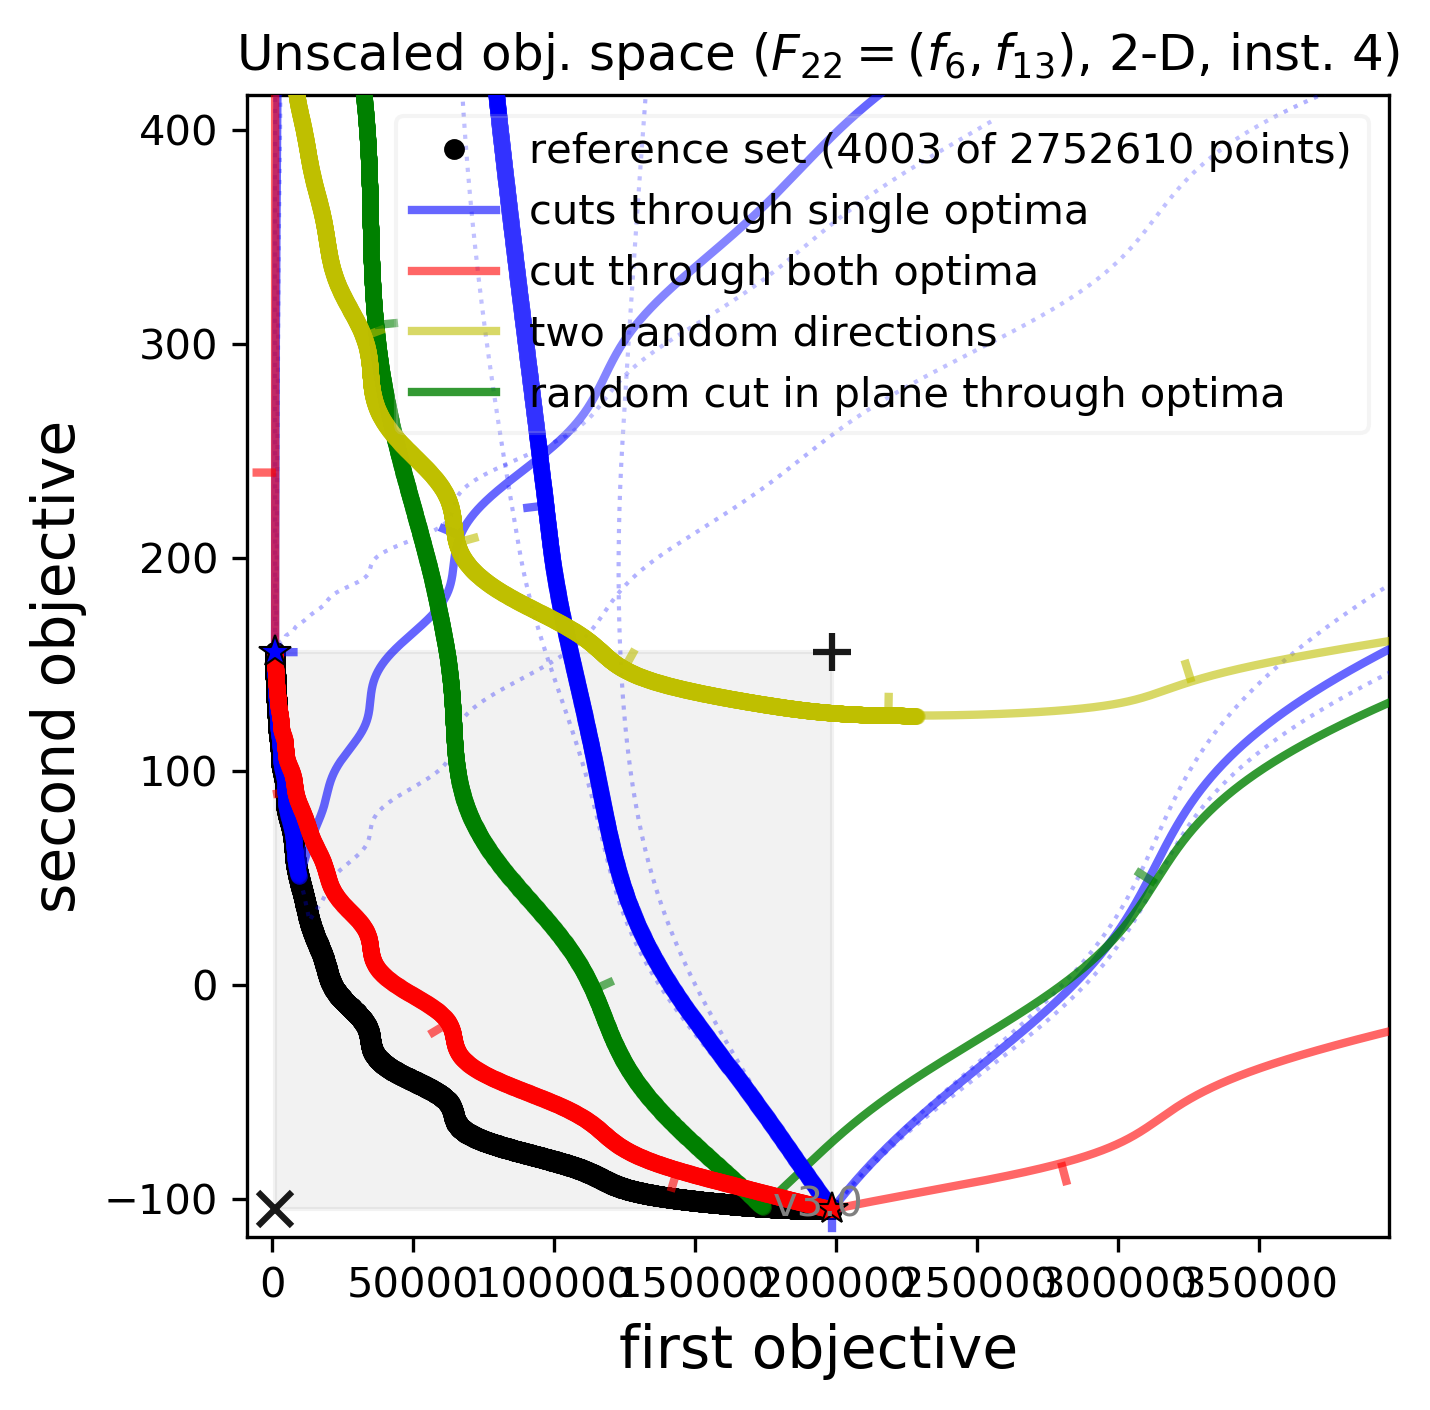 Unscaled obj. space (F22 = (f6, f13), 2-D, inst. 4)
reference set (4003 of 2752610 points)
cuts through single optima
cut through both optima
two random directions
random cut in plane through optima
second objective
400
300
200
100
0
−100
v3.0
0 50000 100000 150000 200000 250000 300000 350000
first objective